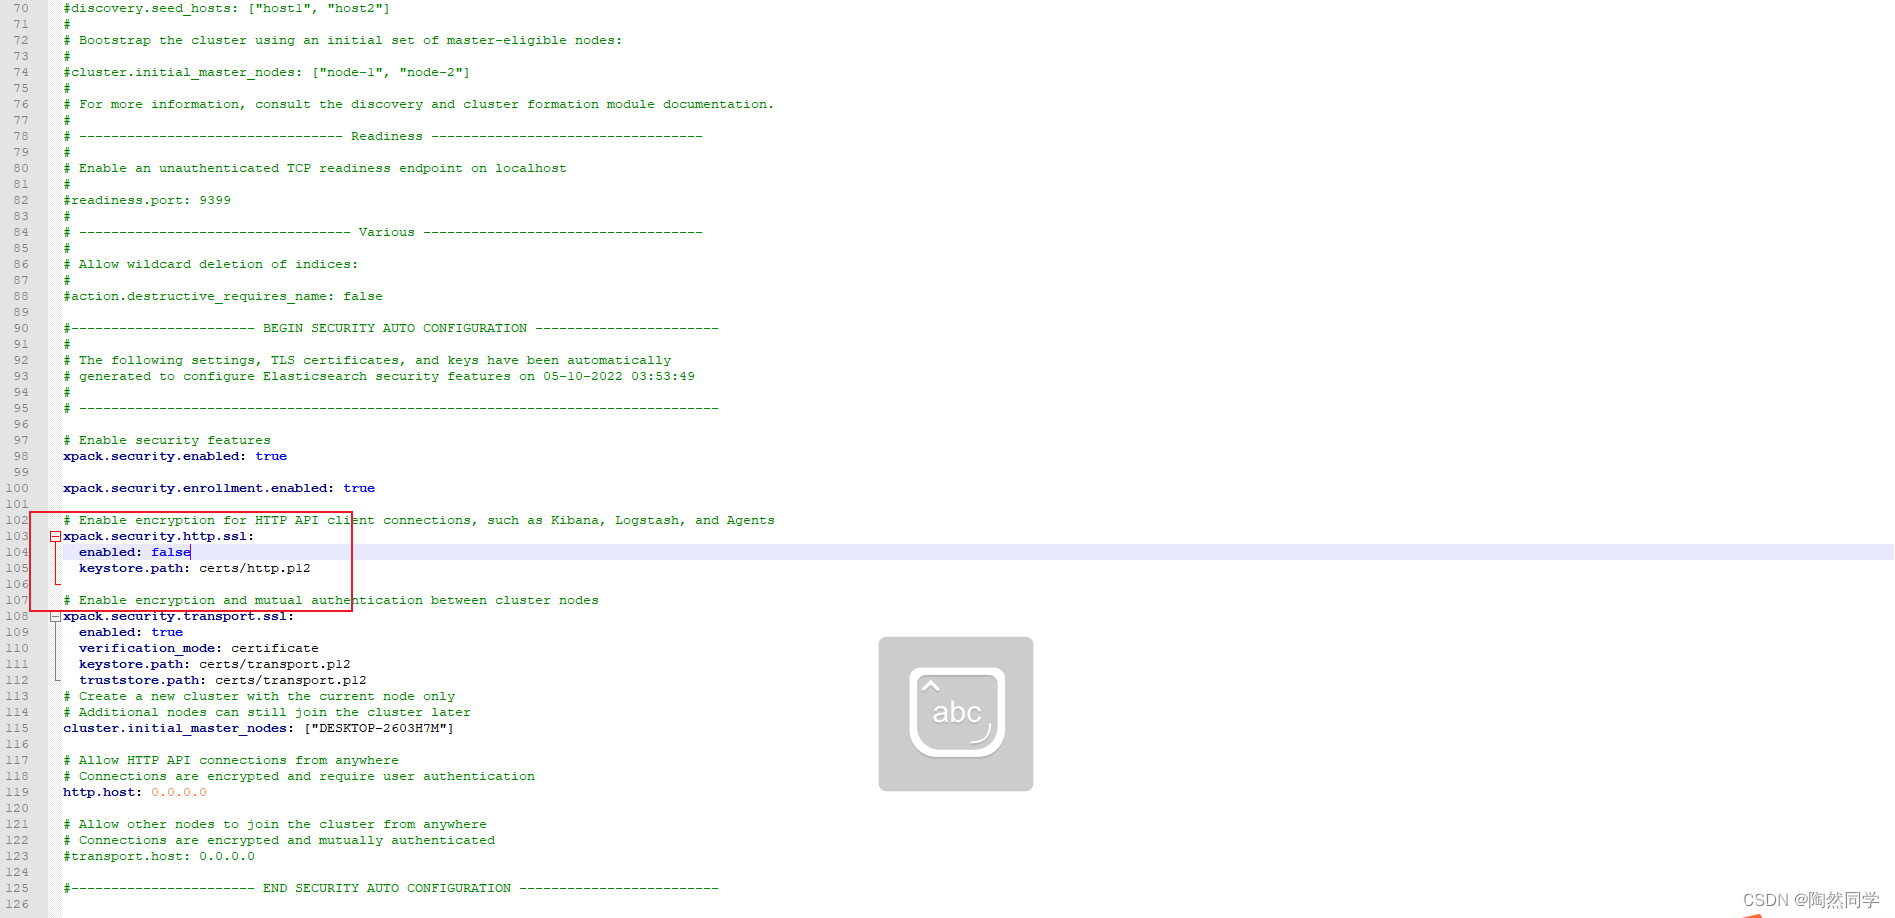 70 #discovery.seed_hosts: ["host1", "host2"]
71 #
72 # Bootstrap the cluster using an initial set of master-eligible nodes:
73 #
74 #cluster.initial_master_nodes: ["node-1", "node-2"]
75 #
76 # For more information, consult the discovery and cluster formation module documentation.
77 #
78 # --------------------------------- Readiness ----------------------------------
79 #
80 # Enable an unauthenticated TCP readiness endpoint on localhost
81 #
82 #readiness.port: 9399
83 #
84 # ---------------------------------- Various -----------------------------------
85 #
86 # Allow wildcard deletion of indices:
87 #
88 #action.destructive_requires_name: false
89
90 #----------------------- BEGIN SECURITY AUTO CONFIGURATION -----------------------
91 #
92 # The following settings, TLS certificates, and keys have been automatically
93 # generated to configure Elasticsearch security features on 05-10-2022 03:53:49
94 #
95 # --------------------------------------------------------------------------------
96
97 # Enable security features
98 xpack.security.enabled: true
99
100 xpack.security.enrollment.enabled: true
101
102 # Enable encryption for HTTP API client connections, such as Kibana, Logstash, and Agents
103 xpack.security.http.ssl:
104   enabled: false
105   keystore.path: certs/http.p12
106
107 # Enable encryption and mutual authentication between cluster nodes
108 xpack.security.transport.ssl:
109   enabled: true
110   verification_mode: certificate
111   keystore.path: certs/transport.p12
112   truststore.path: certs/transport.p12
113 # Create a new cluster with the current node only
114 # Additional nodes can still join the cluster later
115 cluster.initial_master_nodes: ["DESKTOP-2603H7M"]
116
117 # Allow HTTP API connections from anywhere
118 # Connections are encrypted and require user authentication
119 http.host: 0.0.0.0
120
121 # Allow other nodes to join the cluster from anywhere
122 # Connections are encrypted and mutually authenticated
123 #transport.host: 0.0.0.0
124
125 #----------------------- END SECURITY AUTO CONFIGURATION -------------------------
126
abc
CSDN @陶然同学